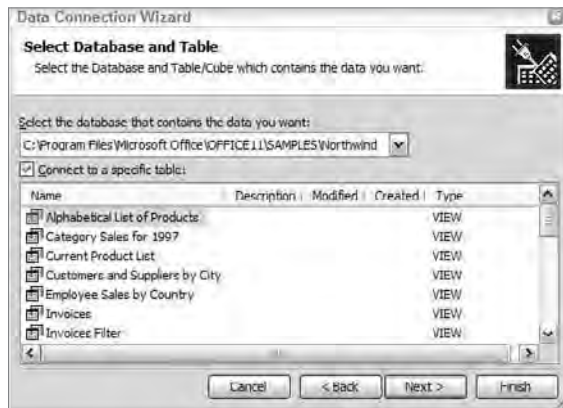 Data Connection Wizard
Select Database and Table
Select the Database and Table/Cube which contains the data you want.
Select the database that contains the data you want:
C:\Program Files\Microsoft Office\OFFICE11\SAMPLES\Northwind
Connect to a specific table:
Name Description Modified Created Type
Alphabetical List of Products VIEW
Category Sales for 1997 VIEW
Current Product List VIEW
Customers and Suppliers by City VIEW
Employee Sales by Country VIEW
Invoices VIEW
Invoices Filter VIEW
Cancel < Back Next > Finish